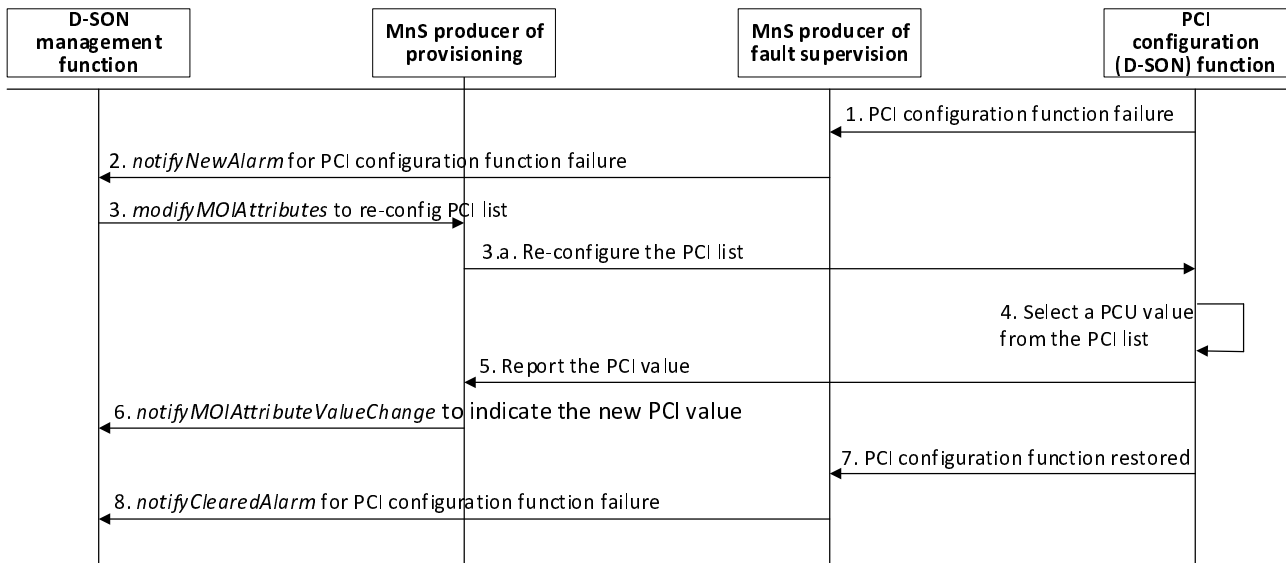 D-SON
management
function
MnS producer of
provisioning
MnS producer of
fault supervision
PCI
configuration
(D-SON) function
1. PCI configuration function failure
2. notifyNewAlarm for PCI configuration function failure
3. modifyMOIAttributes to re-config PCI list
3.a. Re-configure the PCI list
4. Select a PCU value
from the PCI list
5. Report the PCI value
6. notifyMOIAttributeValueChange to indicate the new PCI value
7. PCI configuration function restored
8. notifyClearedAlarm for PCI configuration function failure